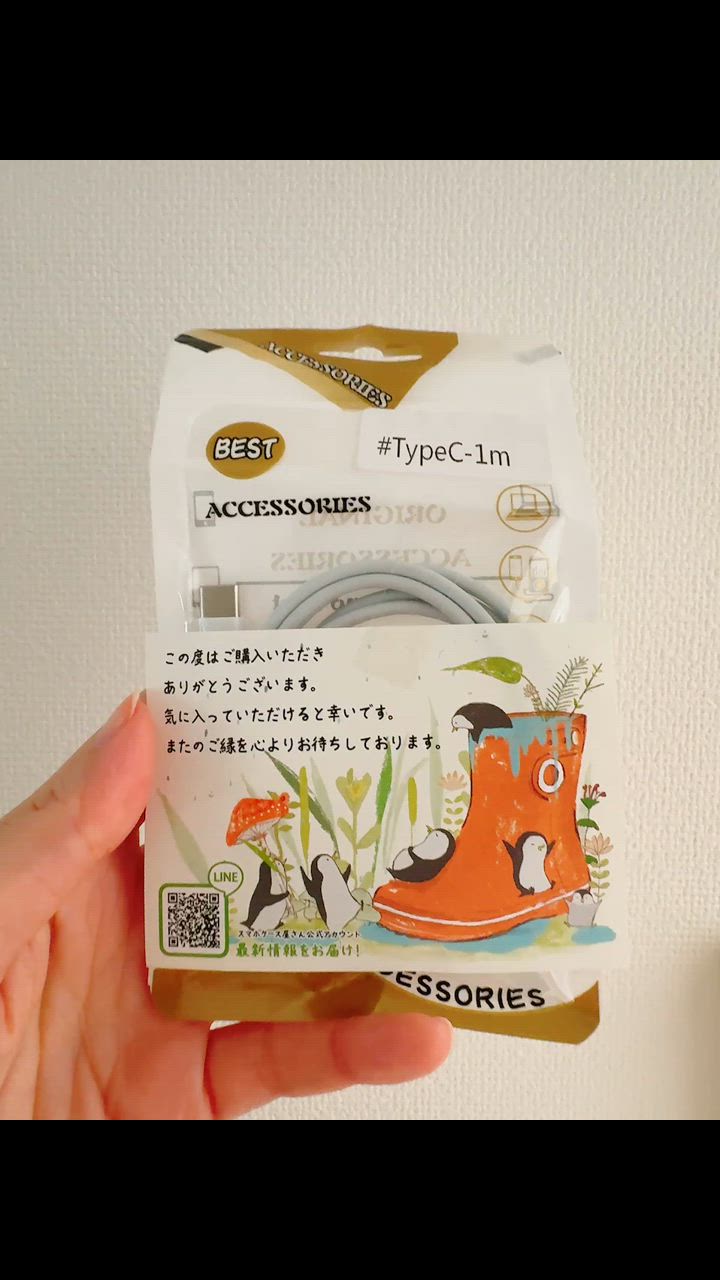 ACCESSORIES
BEST
#TypeC-1m
ACCESSORIES
ORIGINAL
ACCESSORIES
この度はご購入いただき
ありがとうございます。
気に入っていただけると幸いです。
またのご縁を心よりお待ちしております。
LINE
スマホケース屋さん公式アカウント
最新情報をお届け!
CESSORIES